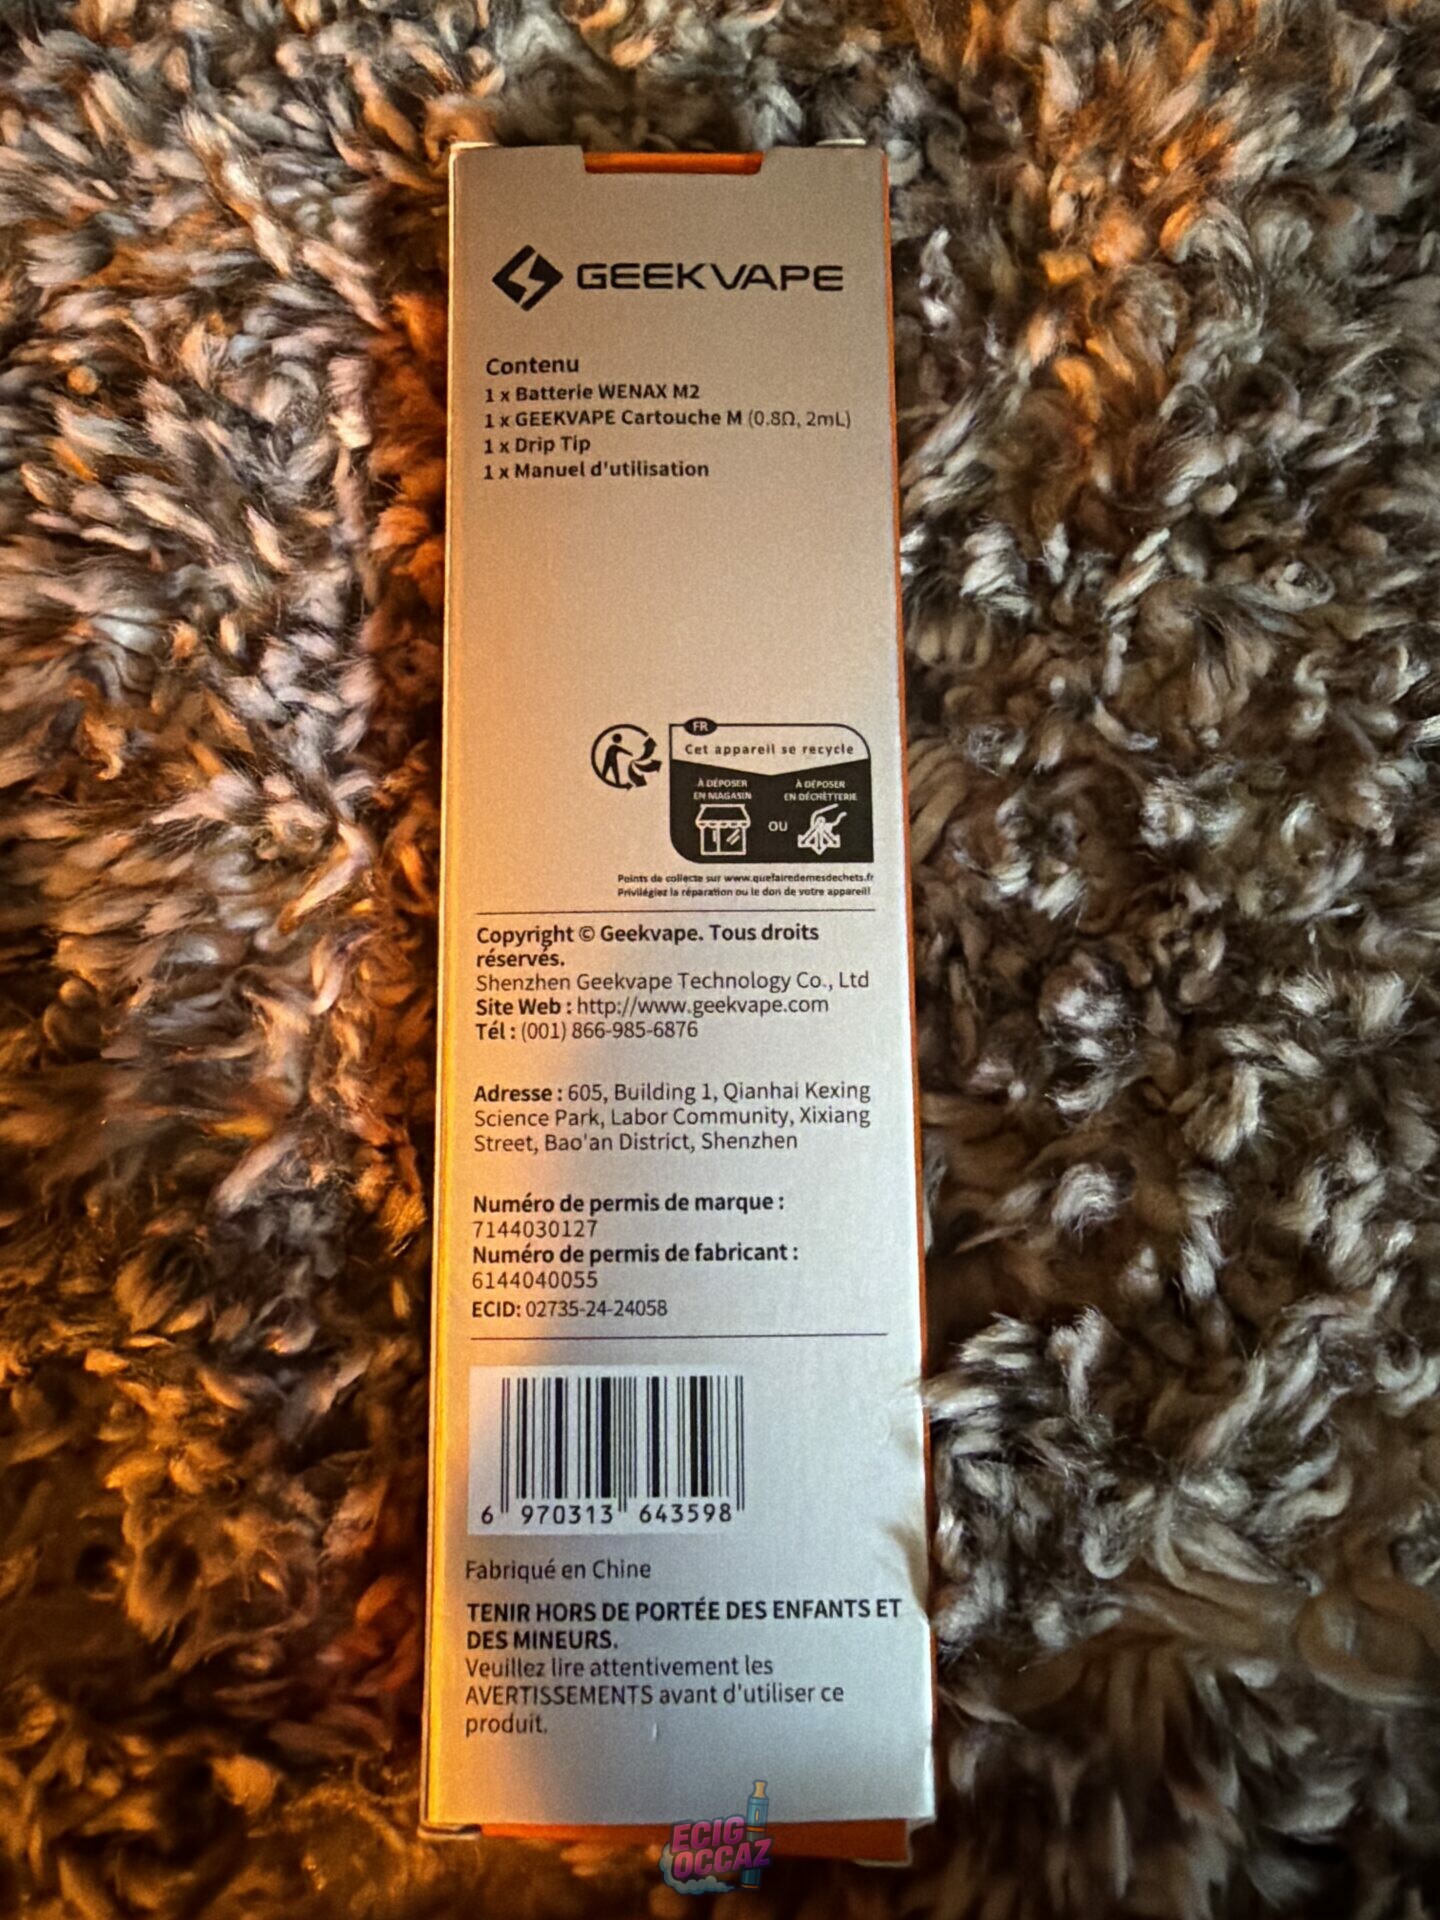 GEEKVAPE
Contenu
1 x Batterie WENAX M2
1 x GEEKVAPE Cartouche M (0.8Ω, 2mL)
1 x Drip Tip
1 x Manuel d'utilisation
FR
Cet appareil se recycle
À DÉPOSER
EN MAGASIN
OU
À DÉPOSER
EN DÉCHÈTTERIE
Points de collecte sur www.quefairedemesdechets.fr
Privilégiez la réparation ou le don de votre appareil!
Copyright © Geekvape. Tous droits
réservés.
Shenzhen Geekvape Technology Co., Ltd
Site Web : http://www.geekvape.com
Tél : (001) 866-985-6876
Adresse : 605, Building 1, Qianhai Kexing
Science Park, Labor Community, Xixiang
Street, Bao'an District, Shenzhen
Numéro de permis de marque :
7144030127
Numéro de permis de fabricant :
6144040055
ECID: 02735-24-24058
6 970313 643598
Fabriqué en Chine
TENIR HORS DE PORTÉE DES ENFANTS ET
DES MINEURS.
Veuillez lire attentivement les
AVERTISSEMENTS avant d'utiliser ce
produit.
ECIG
OCCAZ